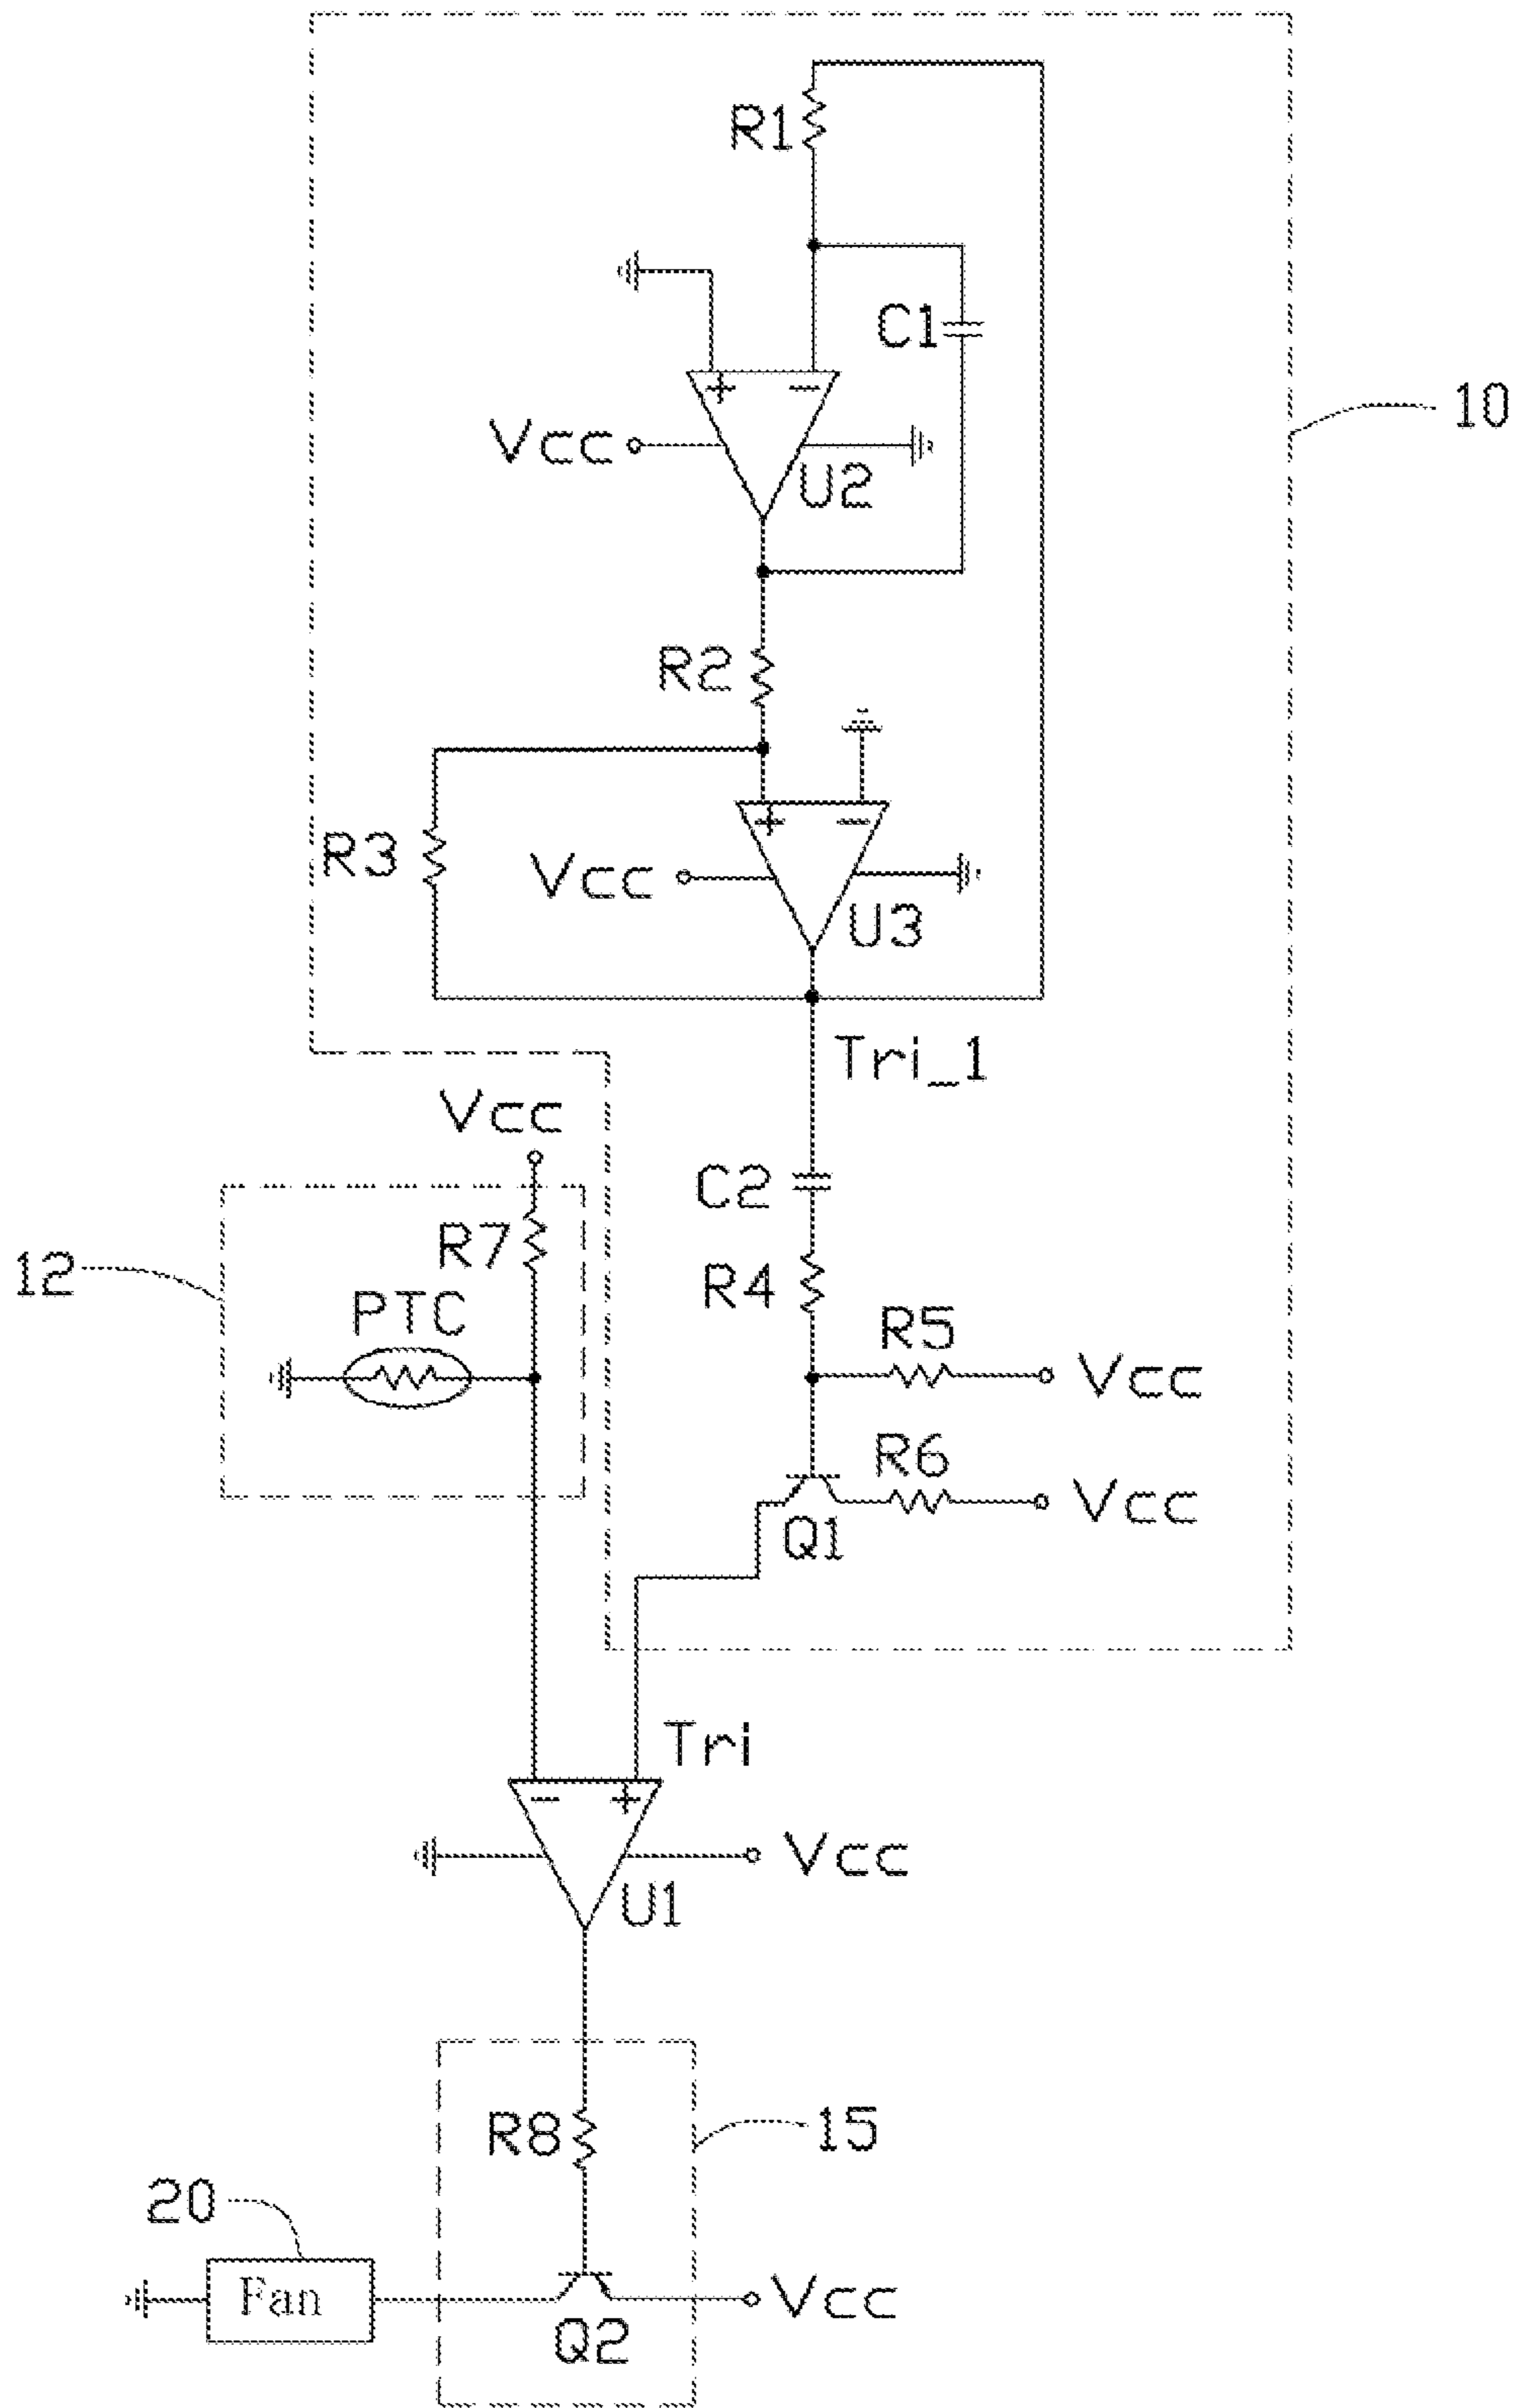 R1
C1
10
Vcc
+
−
U2
R2
R3
+
−
Vcc
U3
Tri_1
Vcc
C2
R7
12
R4
PTC
R5
Vcc
R6
Vcc
Q1
Tri
−
+
Vcc
U1
R8
15
20
Fan
Vcc
Q2